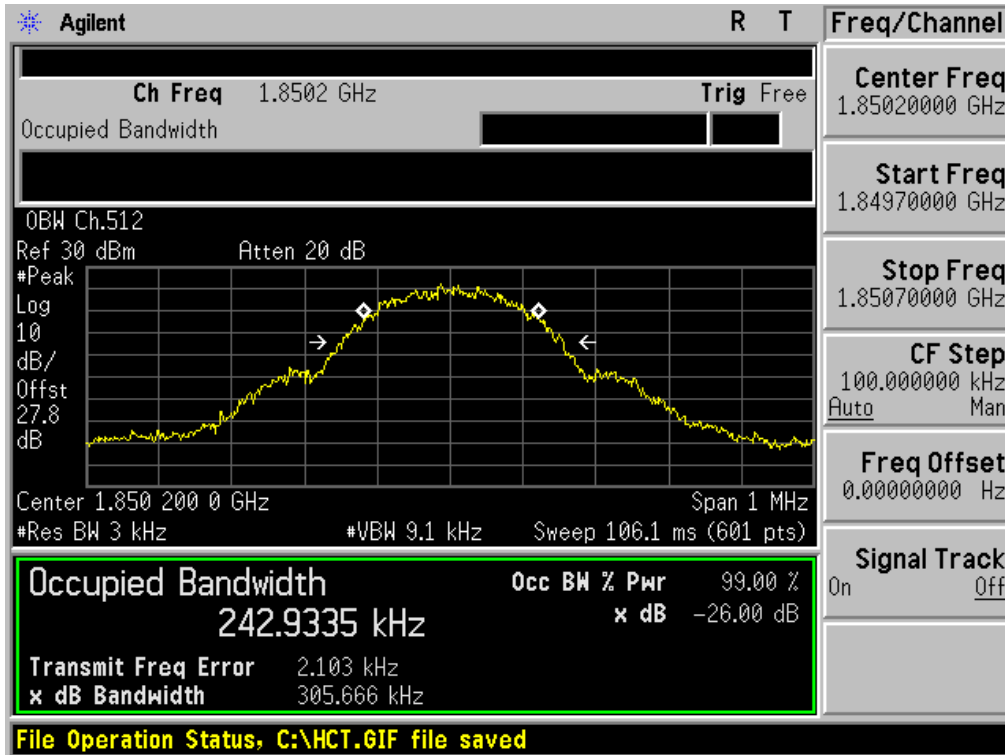 Agilent R T
Ch Freq 1.8502 GHz Trig Free
Occupied Bandwidth
OBW Ch.512
Ref 30 dBm Atten 20 dB
#Peak
Log
10
dB/
Offst
27.8
dB
Center 1.850 200 0 GHz Span 1 MHz
#Res BW 3 kHz #VBW 9.1 kHz Sweep 106.1 ms (601 pts)
Occupied Bandwidth
242.9335 kHz
Occ BW % Pwr 99.00 %
x dB -26.00 dB
Transmit Freq Error 2.103 kHz
x dB Bandwidth 305.666 kHz
File Operation Status, C:\HCT.GIF file saved
Freq/Channel
Center Freq
1.85020000 GHz
Start Freq
1.84970000 GHz
Stop Freq
1.85070000 GHz
CF Step
100.000000 kHz
Auto Man
Freq Offset
0.00000000 Hz
Signal Track
On Off